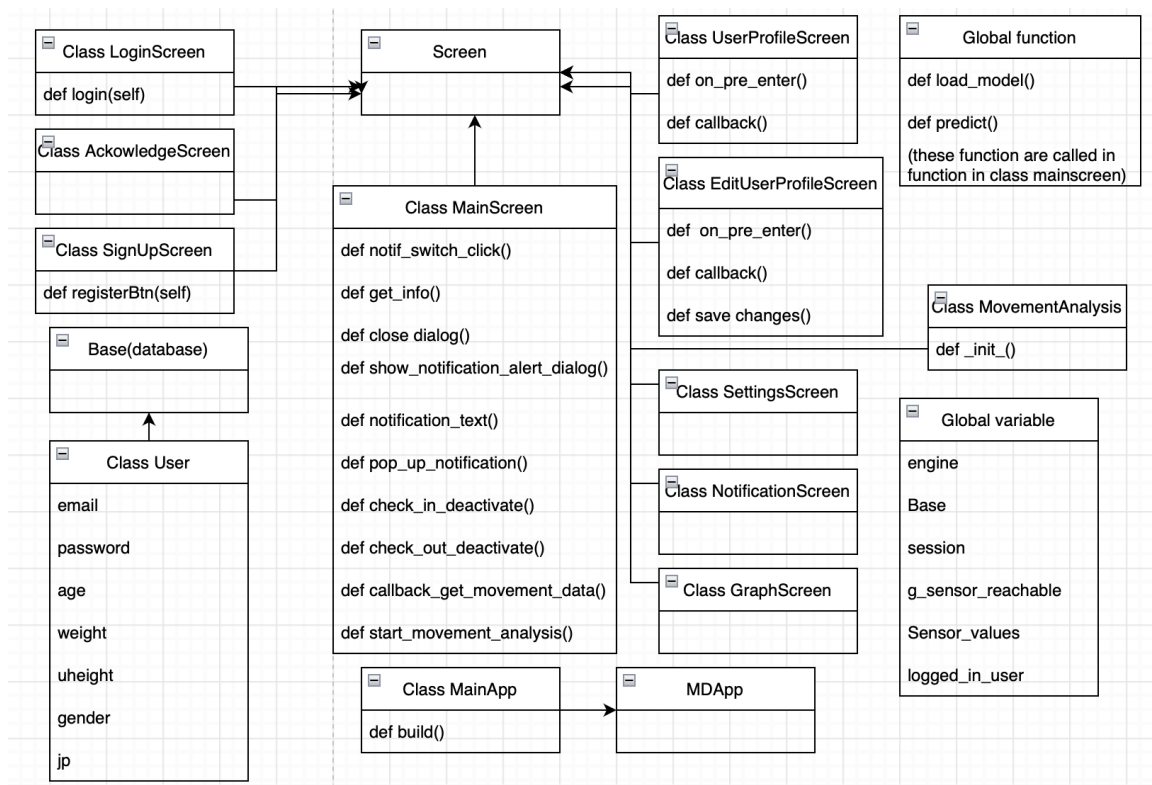 Class LoginScreen
def login(self)
Class AckowledgeScreen
Class SignUpScreen
def registerBtn(self)
Base(database)
Class User
email
password
age
weight
uheight
gender
jp
Screen
Class MainScreen
def notif_switch_click()
def get_info()
def close dialog()
def show_notification_alert_dialog()
def notification_text()
def pop_up_notification()
def check_in_deactivate()
def check_out_deactivate()
def callback_get_movement_data()
def start_movement_analysis()
Class MainApp
def build()
MDApp
Class UserProfileScreen
def on_pre_enter()
def callback()
Class EditUserProfileScreen
def  on_pre_enter()
def callback()
def save changes()
Class SettingsScreen
Class NotificationScreen
Class GraphScreen
Global function
def load_model()
def predict()
(these function are called in
function in class mainscreen)
Class MovementAnalysis
def _init_()
Global variable
engine
Base
session
g_sensor_reachable
Sensor_values
logged_in_user